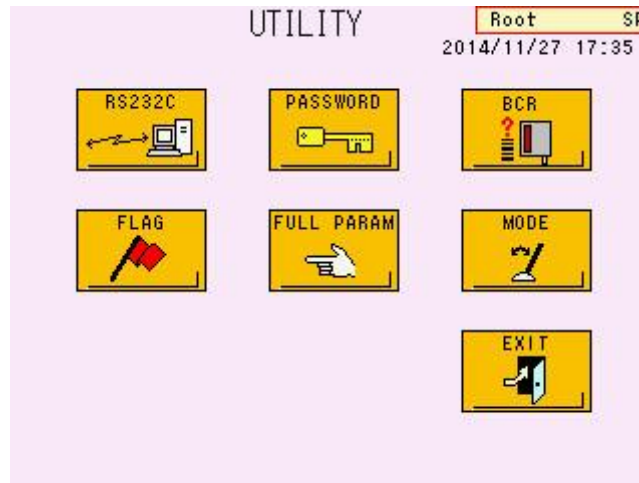 UTILITY
Root
2014/11/27 17:35
RS232C
PASSWORD
BCR
?
FLAG
FULL PARAM
MODE
EXIT